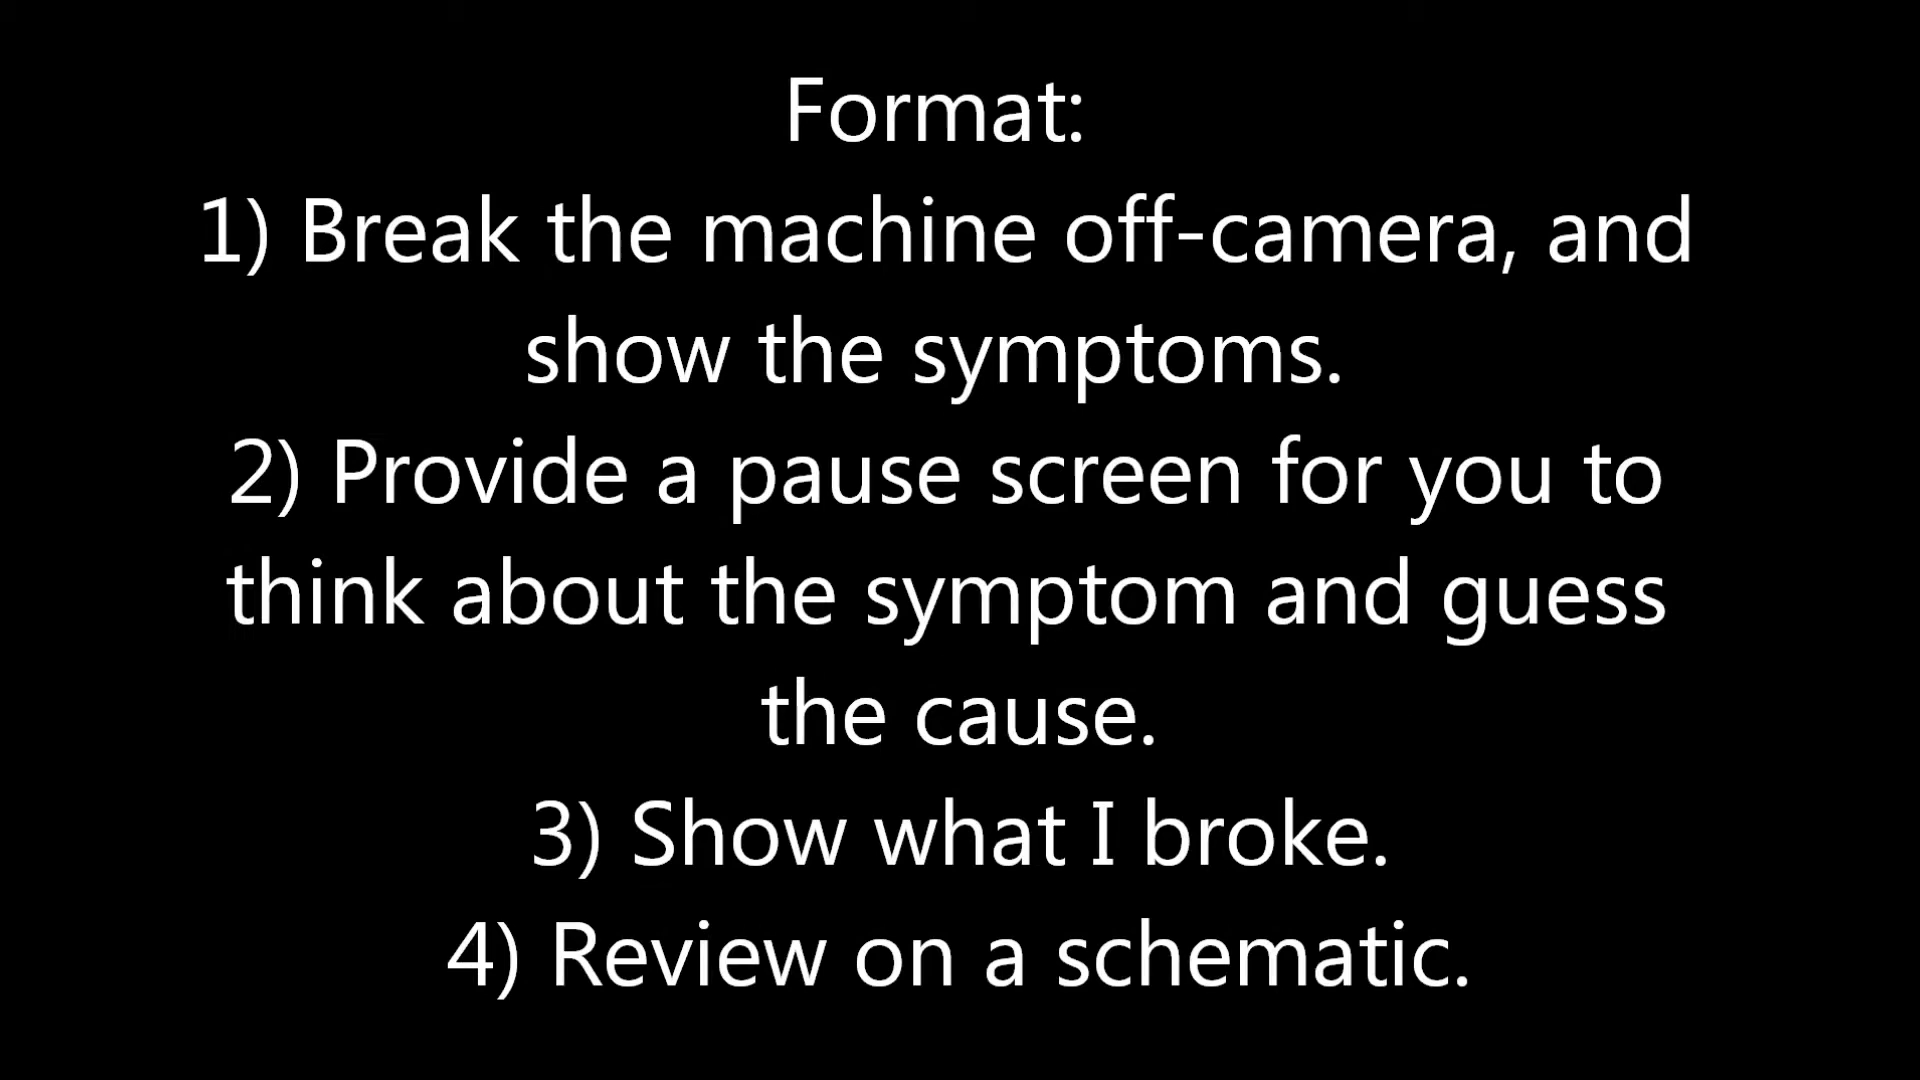 Format:
1) Break the machine off-camera, and
show the symptoms.
2) Provide a pause screen for you to
think about the symptom and guess
the cause.
3) Show what I broke.
4) Review on a schematic.